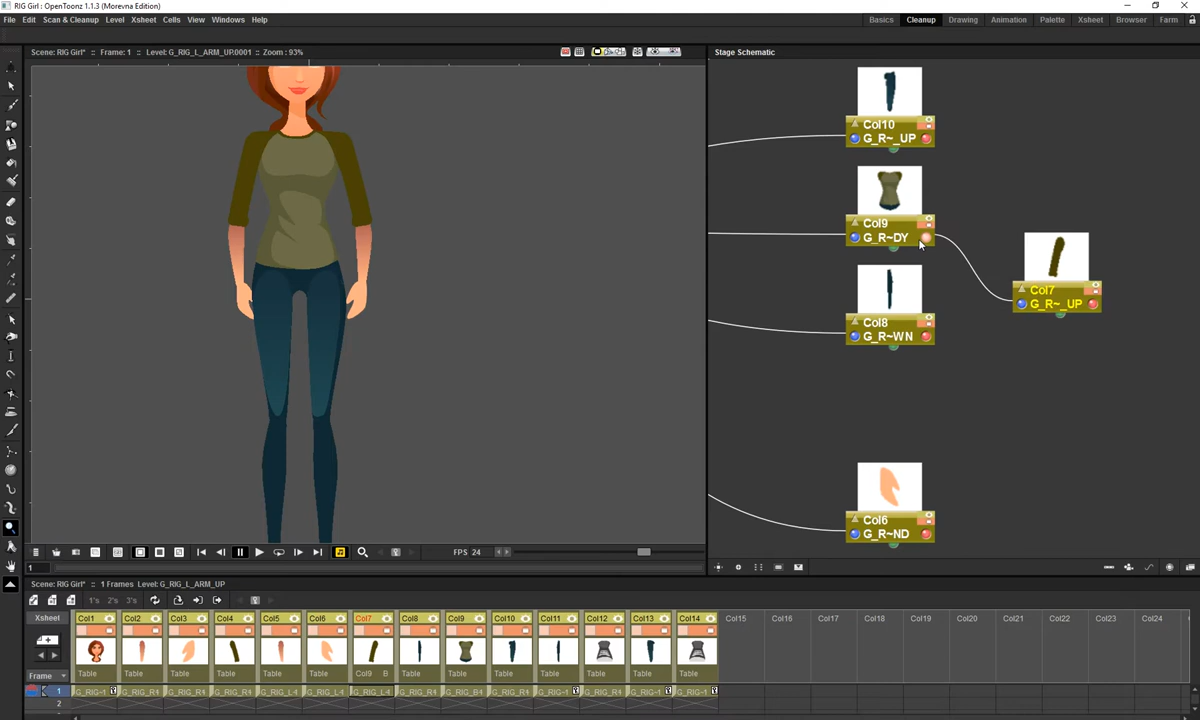 RIG Girl : OpenToonz 1.1.3 (Morevna Edition)
File Edit Scan & Cleanup Level Xsheet Cells View Windows Help
Basics Cleanup Drawing Animation Palette Xsheet Browser Farm
Scene: RIG Girl* :: Frame: 1 :: Level: G_RIG_L_ARM_UP.0001 :: Zoom : 93%
Stage Schematic
Col10
G_R~_UP
Col9
G_R~DY
Col7
G_R~_UP
Col8
G_R~WN
Col6
G_R~ND
FPS 24
1
Scene: RIG Girl* :: 1 Frames Level: G_RIG_L_ARM_UP
1's 2's 3's
Xsheet Col1 Col2 Col3 Col4 Col5 Col6 Col7 Col8 Col9 Col10 Col11 Col12 Col13 Col14 Col15 Col16 Col17 Col18 Col19 Col20 Col21 Col22 Col23 Col24
Frame Table Table Table Table Table Table Col9 B Table Table Table Table Table Table Table
1
2